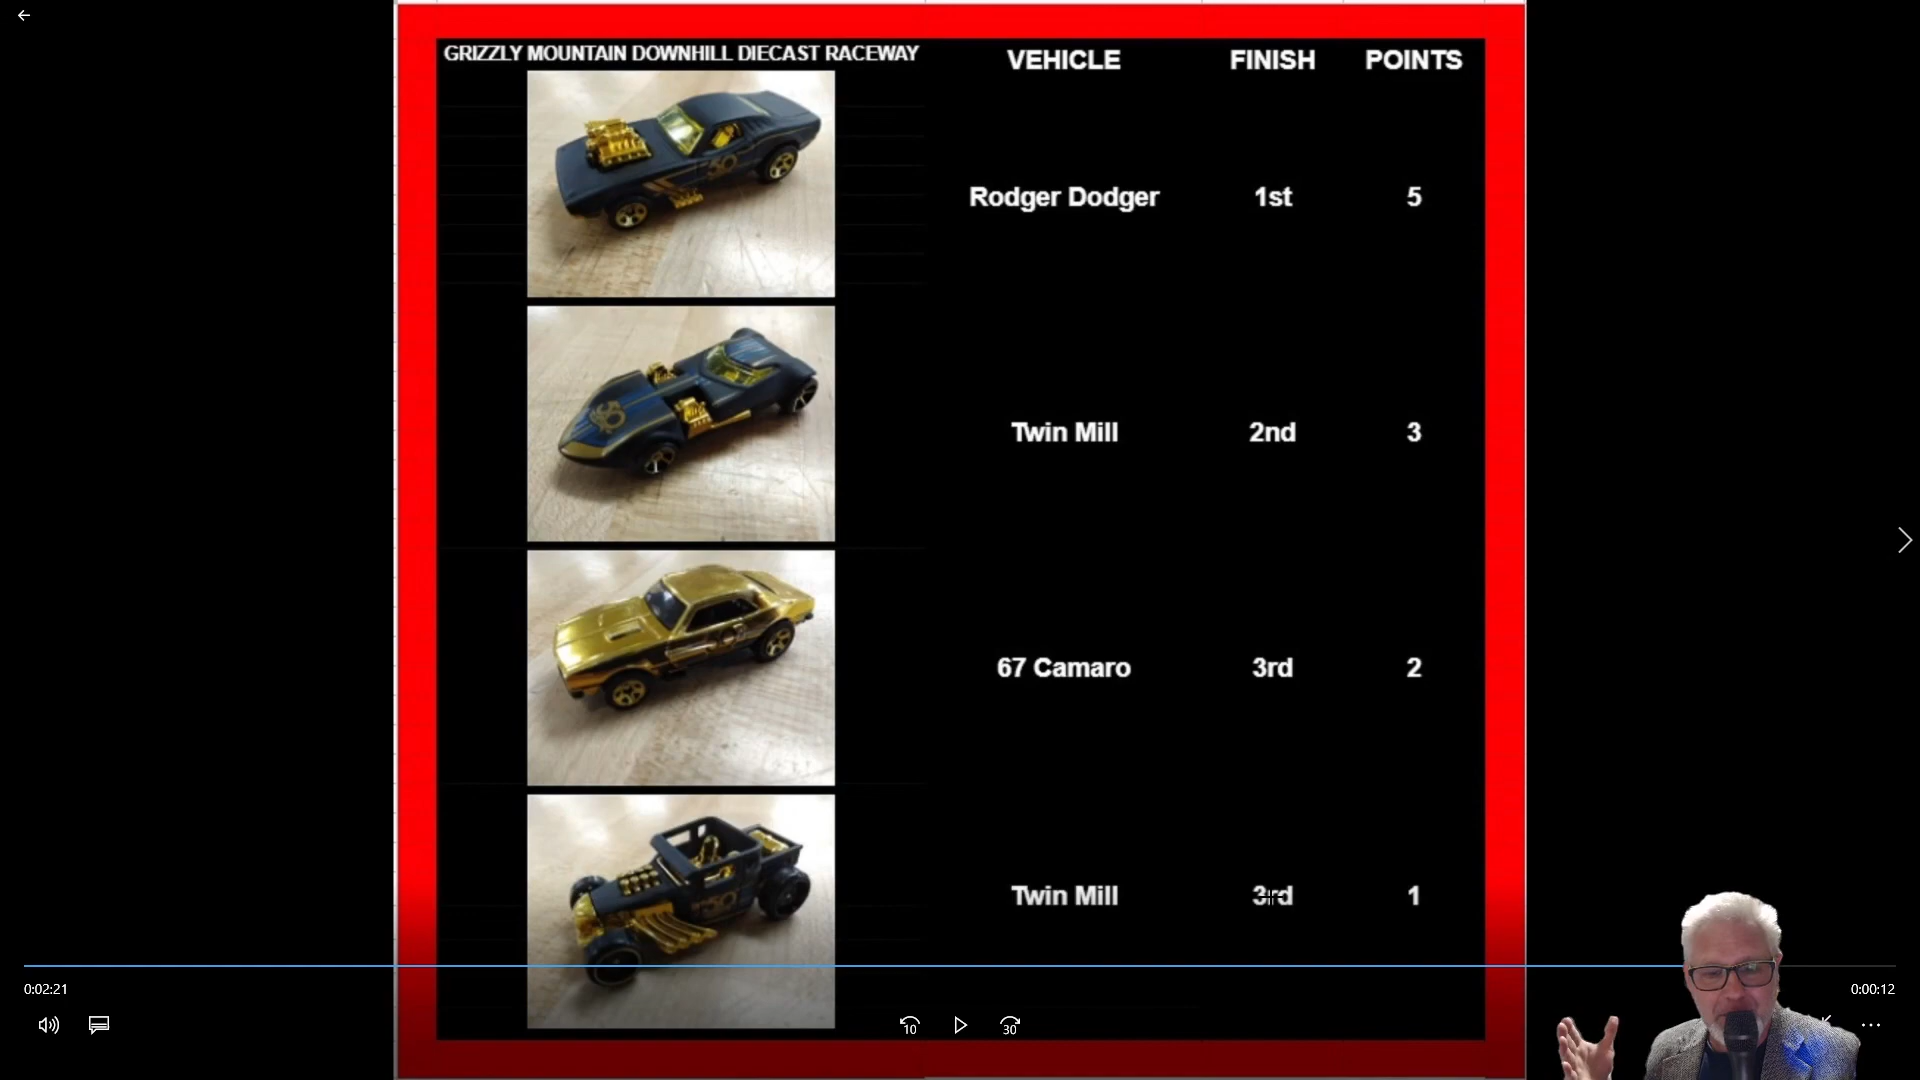 GRIZZLY MOUNTAIN DOWNHILL DIECAST RACEWAY VEHICLE FINISH POINTS
Rodger Dodger 1st 5
Twin Mill 2nd 3
67 Camaro 3rd 2
Twin Mill 3rd 1
0:02:21 0:00:12
10 30